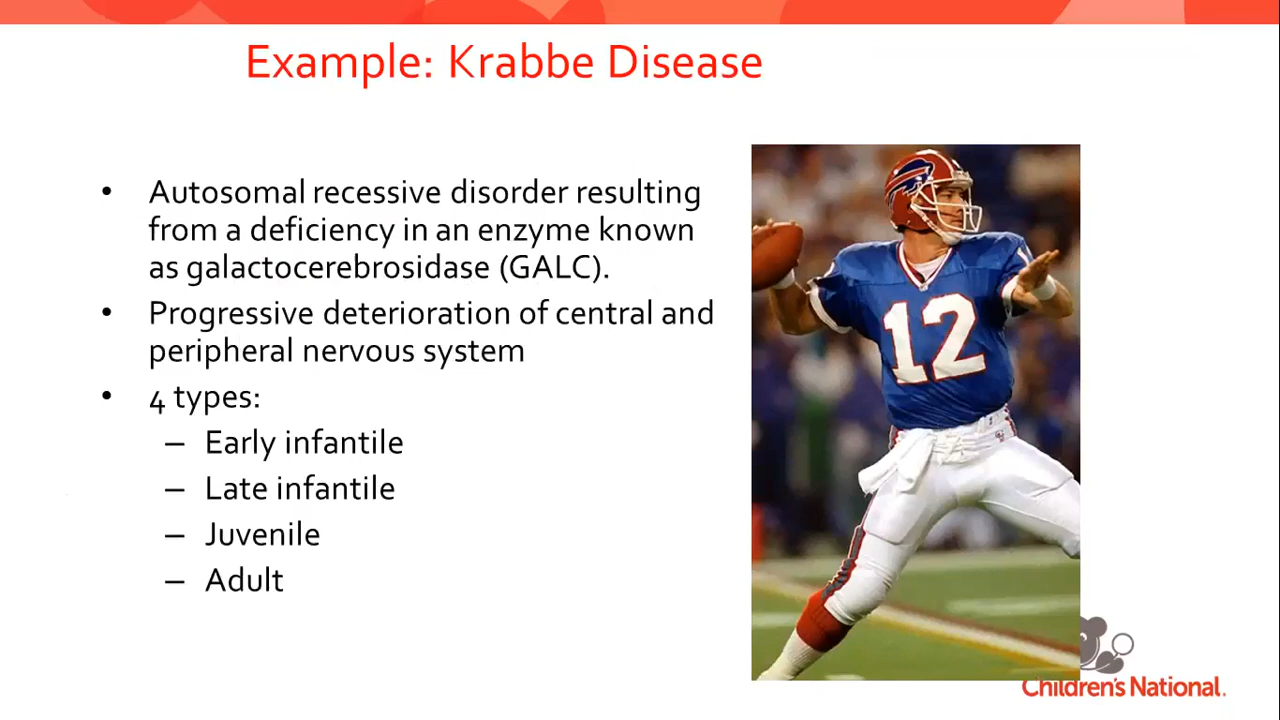 Example: Krabbe Disease
• Autosomal recessive disorder resulting
from a deficiency in an enzyme known
as galactocerebrosidase (GALC).
• Progressive deterioration of central and
peripheral nervous system
• 4 types:
– Early infantile
– Late infantile
– Juvenile
– Adult
12
Children's National.